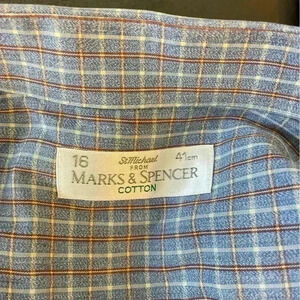 16 St Michael 41cm
FROM
MARKS & SPENCER
COTTON